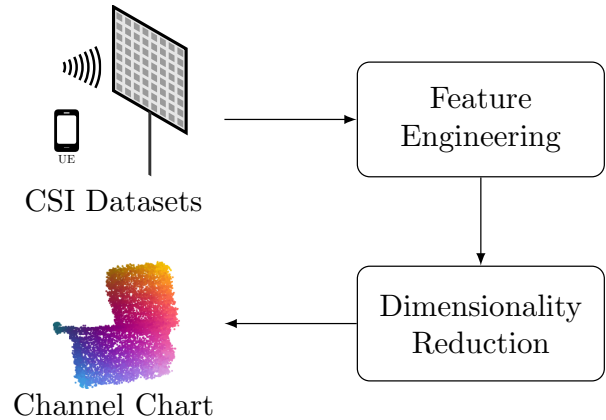 UE
CSI Datasets
Feature
Engineering
Dimensionality
Reduction
Channel Chart